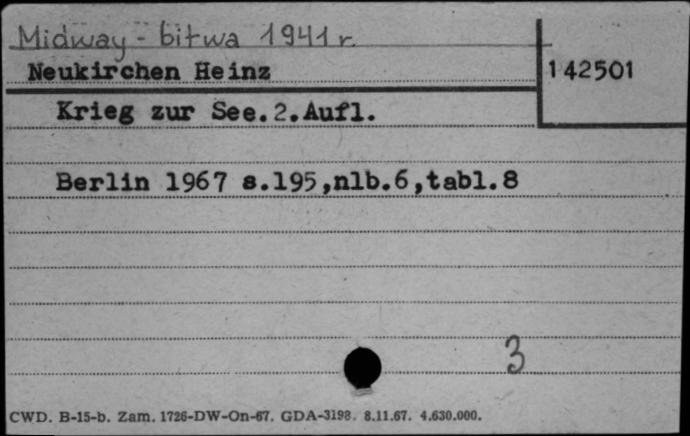 Midway - bitwa 1941 r.
Neukirchen Heinz
142501
Krieg zur See.2.Aufl.
Berlin 1967 s.195,nlb.6,tabl.8
3
CWD. B-15-b. Zam. 1726-DW-On-67. GDA-3198. 8.11.67. 4.630.000.